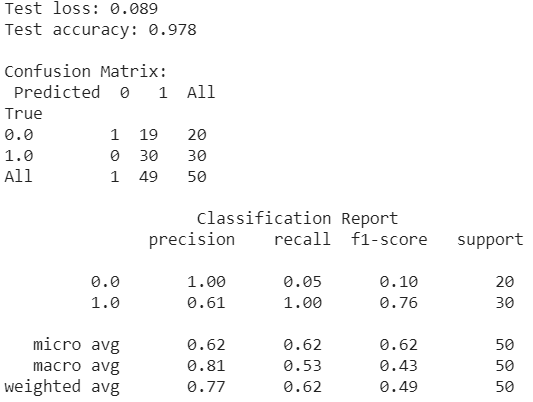 Test loss: 0.089
Test accuracy: 0.978
Confusion Matrix:
Predicted 0 1 All
True
0.0 1 19 20
1.0 0 30 30
All 1 49 50
Classification Report
precision recall f1-score support
0.0 1.00 0.05 0.10 20
1.0 0.61 1.00 0.76 30
micro avg 0.62 0.62 0.62 50
macro avg 0.81 0.53 0.43 50
weighted avg 0.77 0.62 0.49 50